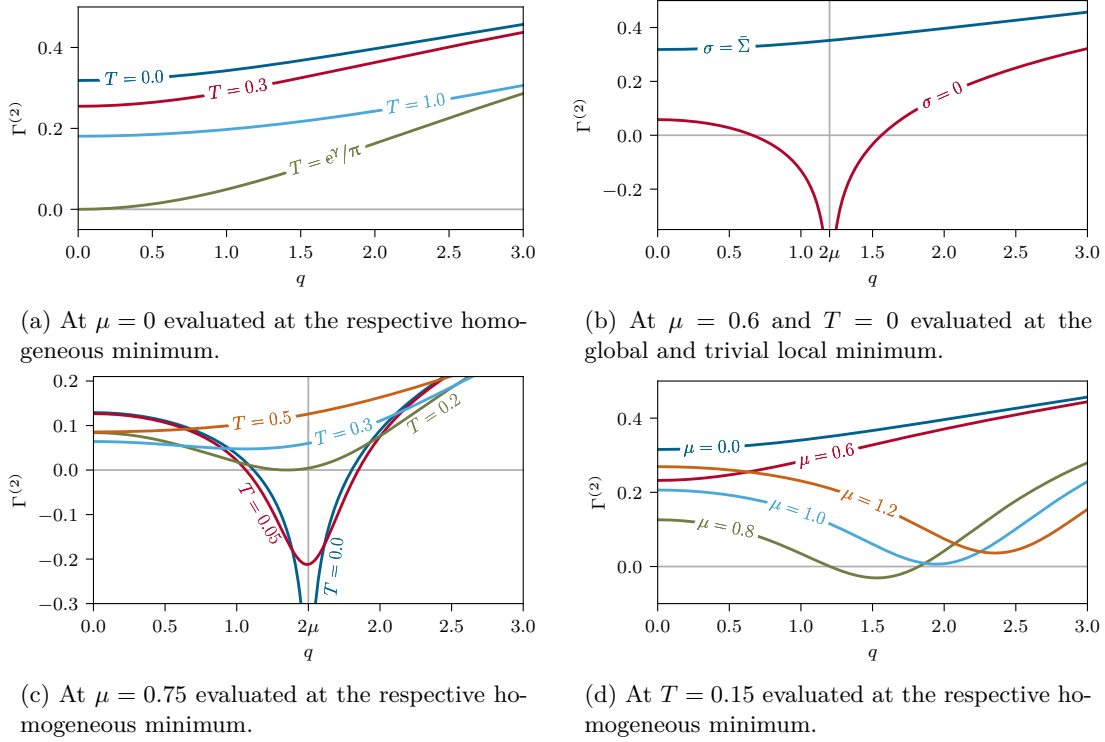 0.4
0.2
0.0
Γ(2)
T = 0.0
T = 0.3
T = 1.0
T = eγ/π
0.0 0.5 1.0 1.5 2.0 2.5 3.0
q
(a) At μ = 0 evaluated at the respective homo-
geneous minimum.
0.4
0.2
0.0
−0.2
Γ(2)
σ = Σ̄
σ = 0
0.0 0.5 1.0 2μ 1.5 2.0 2.5 3.0
q
(b) At μ = 0.6 and T = 0 evaluated at the
global and trivial local minimum.
0.2
0.1
0.0
−0.1
−0.2
−0.3
Γ(2)
T = 0.5
T = 0.3
T = 0.2
T = 0.05
T = 0.0
0.0 0.5 1.0 2μ 2.0 2.5 3.0
q
(c) At μ = 0.75 evaluated at the respective ho-
mogeneous minimum.
0.4
0.2
0.0
Γ(2)
μ = 0.0
μ = 0.6
μ = 1.2
μ = 1.0
μ = 0.8
0.0 0.5 1.0 1.5 2.0 2.5 3.0
q
(d) At T = 0.15 evaluated at the respective ho-
mogeneous minimum.